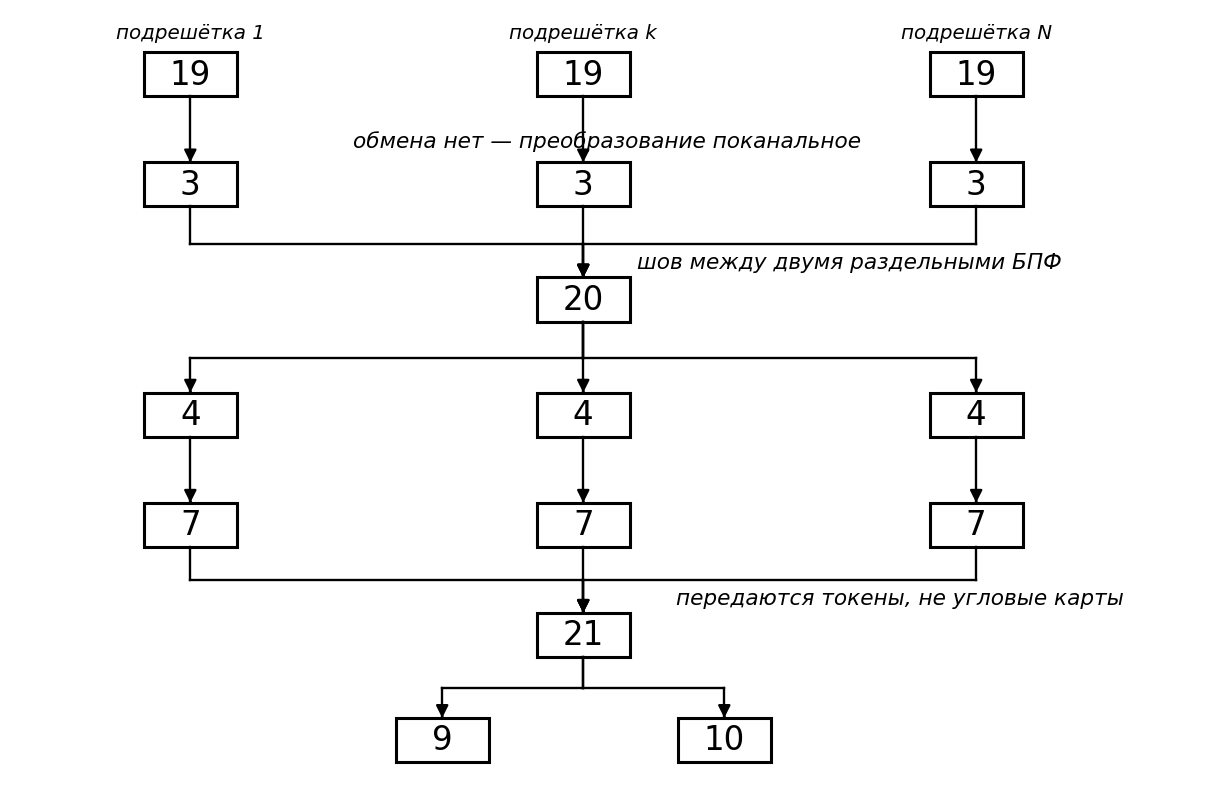 подрешётка 1 подрешётка k подрешётка N
19 19 19
обмена нет — преобразование поканальное
3 3 3
шов между двумя раздельными БПФ
20
4 4 4
7 7 7
передаются токены, не угловые карты
21
9 10